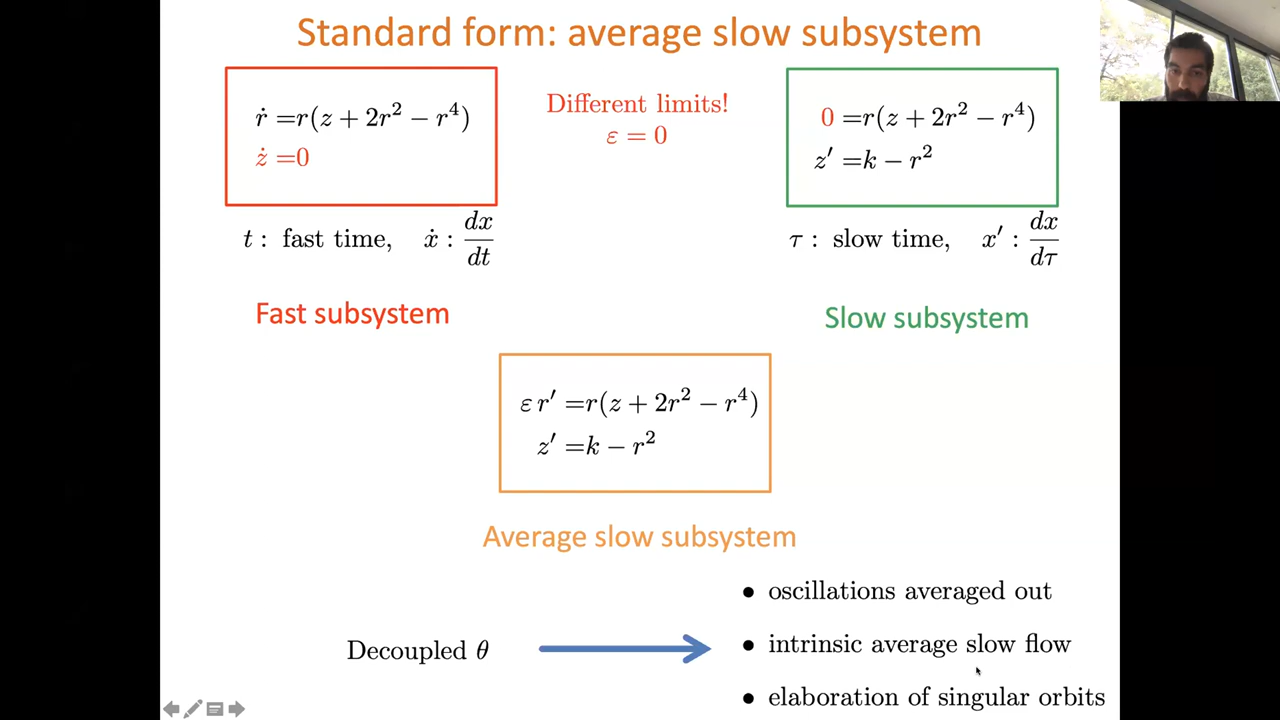 Standard form: average slow subsystem
ṙ =r(z + 2r² − r⁴)
ż =0
Different limits!
ε = 0
0 =r(z + 2r² − r⁴)
z′ =k − r²
t : fast time, ẋ : dx/dt
τ : slow time, x′ : dx/dτ
Fast subsystem
Slow subsystem
ε r′ =r(z + 2r² − r⁴)
z′ =k − r²
Average slow subsystem
Decoupled θ
• oscillations averaged out
• intrinsic average slow flow
• elaboration of singular orbits